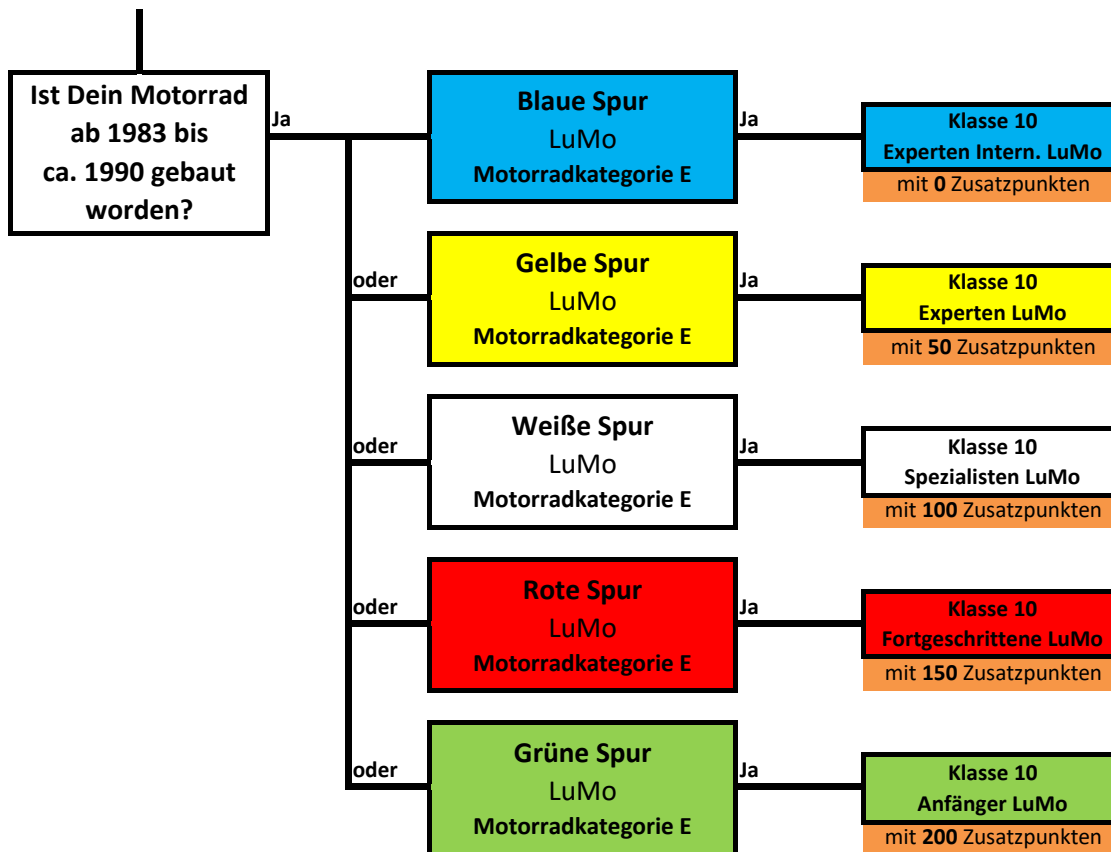 Ist Dein Motorrad
ab 1983 bis
ca. 1990 gebaut
worden?
Ja
Blaue Spur
LuMo
Motorradkategorie E
Ja
Klasse 10
Experten Intern. LuMo
mit 0 Zusatzpunkten
oder
Gelbe Spur
LuMo
Motorradkategorie E
Ja
Klasse 10
Experten LuMo
mit 50 Zusatzpunkten
oder
Weiße Spur
LuMo
Motorradkategorie E
Ja
Klasse 10
Spezialisten LuMo
mit 100 Zusatzpunkten
oder
Rote Spur
LuMo
Motorradkategorie E
Ja
Klasse 10
Fortgeschrittene LuMo
mit 150 Zusatzpunkten
oder
Grüne Spur
LuMo
Motorradkategorie E
Ja
Klasse 10
Anfänger LuMo
mit 200 Zusatzpunkten